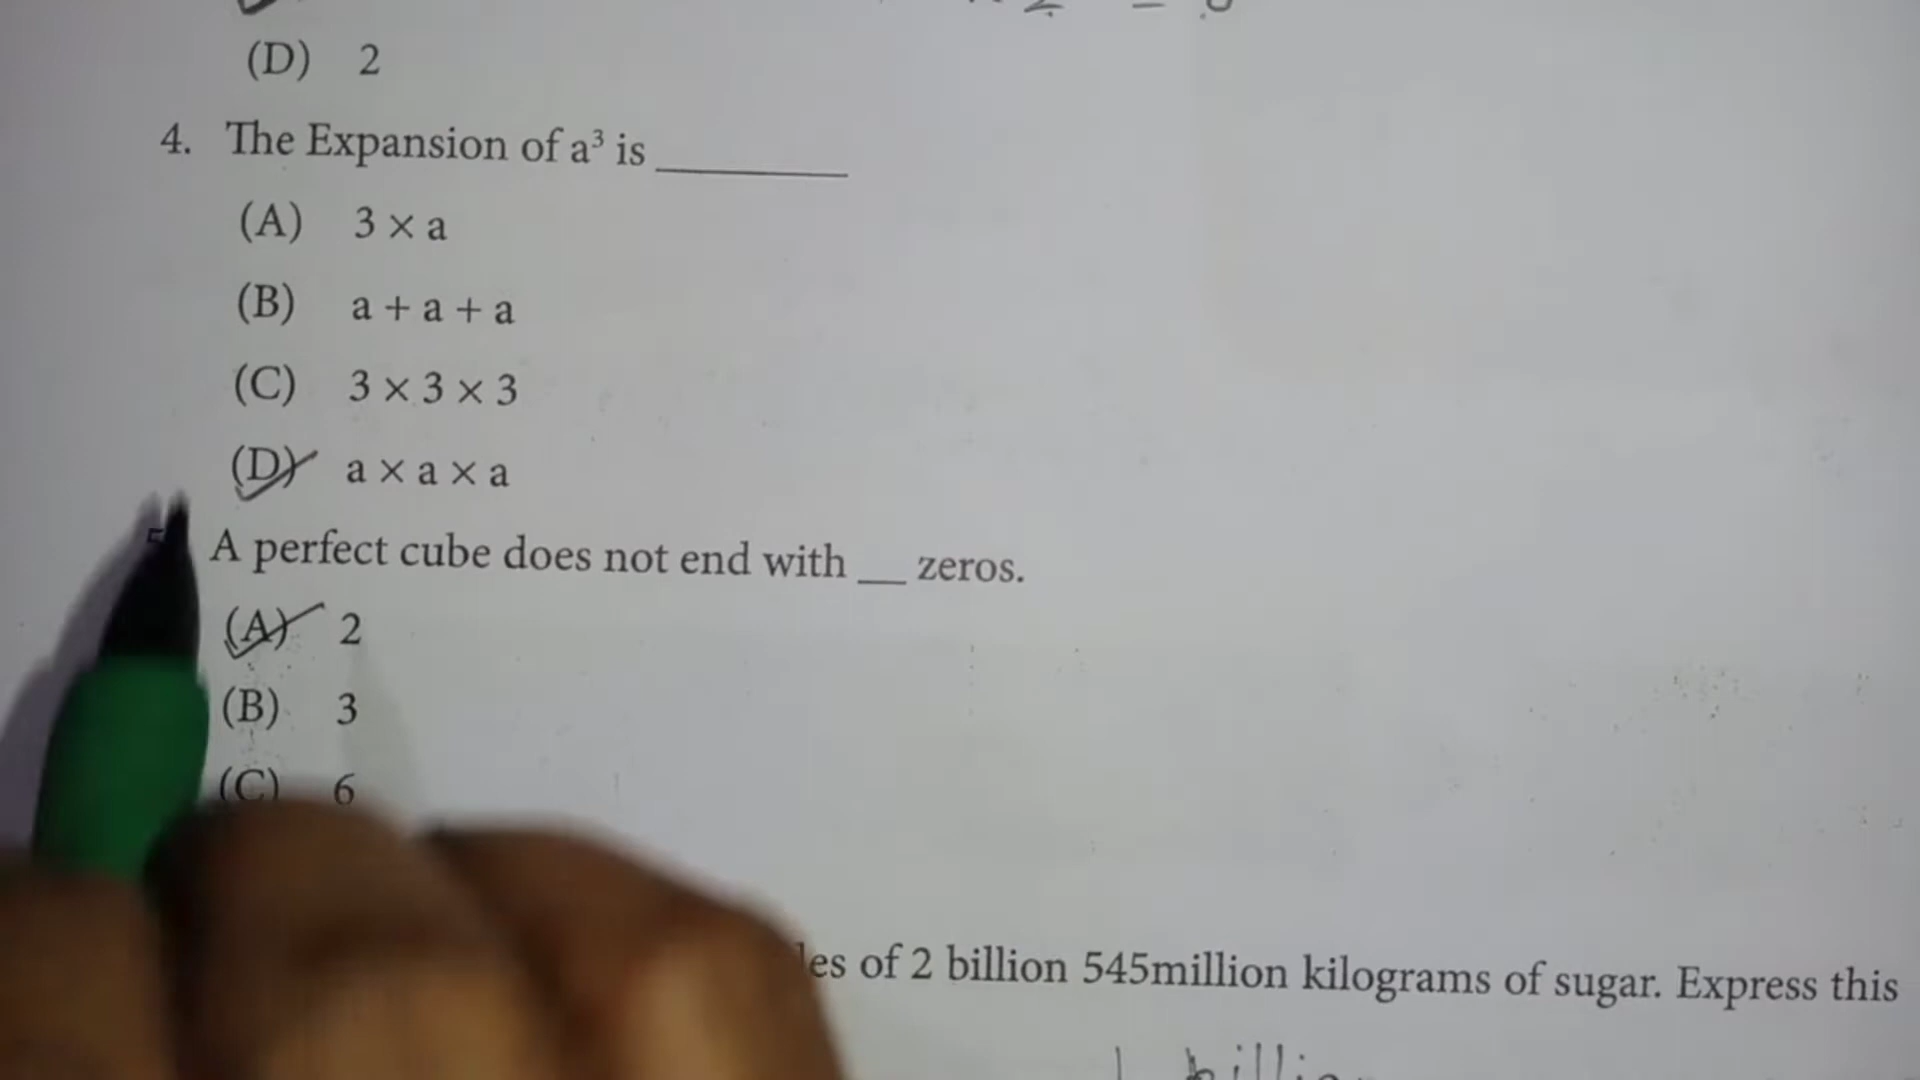 (D) 2
4. The Expansion of a³ is ________
(A) 3 × a
(B) a + a + a
(C) 3 × 3 × 3
(D) a × a × a
A perfect cube does not end with __ zeros.
(A) 2
(B) 3
(C) 6
of 2 billion 545million kilograms of sugar. Express this